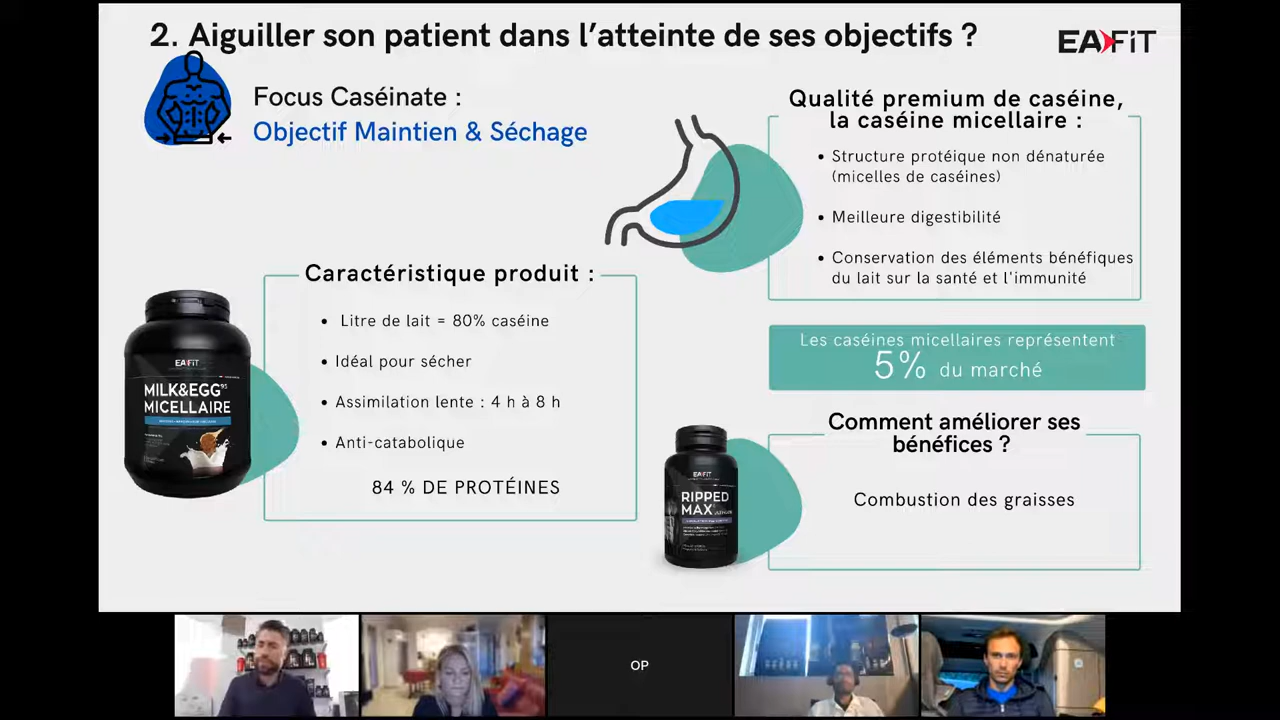 2. Aiguiller son patient dans l’atteinte de ses objectifs ?
EAFIT
Focus Caséinate :
Objectif Maintien & Séchage
Qualité premium de caséine,
la caséine micellaire :
• Structure protéique non dénaturée
(micelles de caséines)
• Meilleure digestibilité
• Conservation des éléments bénéfiques
du lait sur la santé et l'immunité
Caractéristique produit :
• Litre de lait = 80% caséine
• Idéal pour sécher
• Assimilation lente : 4 h à 8 h
• Anti-catabolique
84 % DE PROTÉINES
EAFIT
MILK&EGG95
MICELLAIRE
Les caséines micellaires représentent
5% du marché
Comment améliorer ses
bénéfices ?
Combustion des graisses
EAFIT
RIPPED
MAX
OP